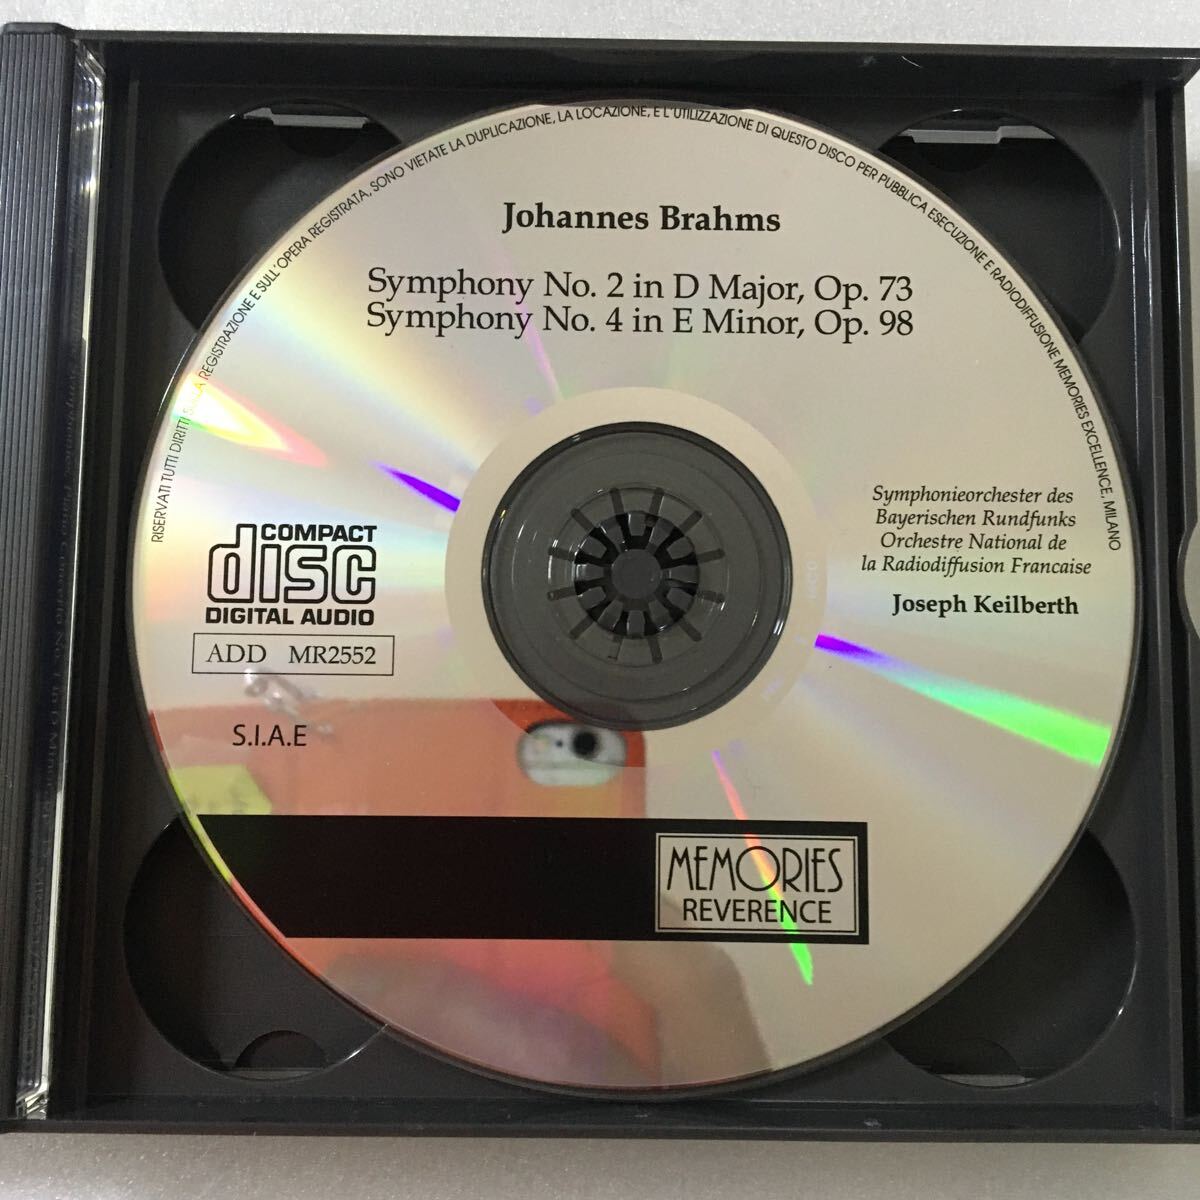 RISERVATI TUTTI DIRITTI SULLA REGISTRAZIONE E SULL'OPERA REGISTRATA, SONO VIETATE LA DUPLICAZIONE, LA LOCAZIONE, E L'UTILIZZAZIONE DI QUESTO DISCO PER PUBBLICA ESECUZIONE E RADIODIFFUSIONE MEMORIES EXCELLENCE, MILANO
Johannes Brahms
Symphony No. 2 in D Major, Op. 73
Symphony No. 4 in E Minor, Op. 98
Symphonieorchester des
Bayerischen Rundfunks
Orchestre National de
la Radiodiffusion Francaise
Joseph Keilberth
COMPACT
disc
DIGITAL AUDIO
ADD MR2552
S.I.A.E
MEMORIES
REVERENCE